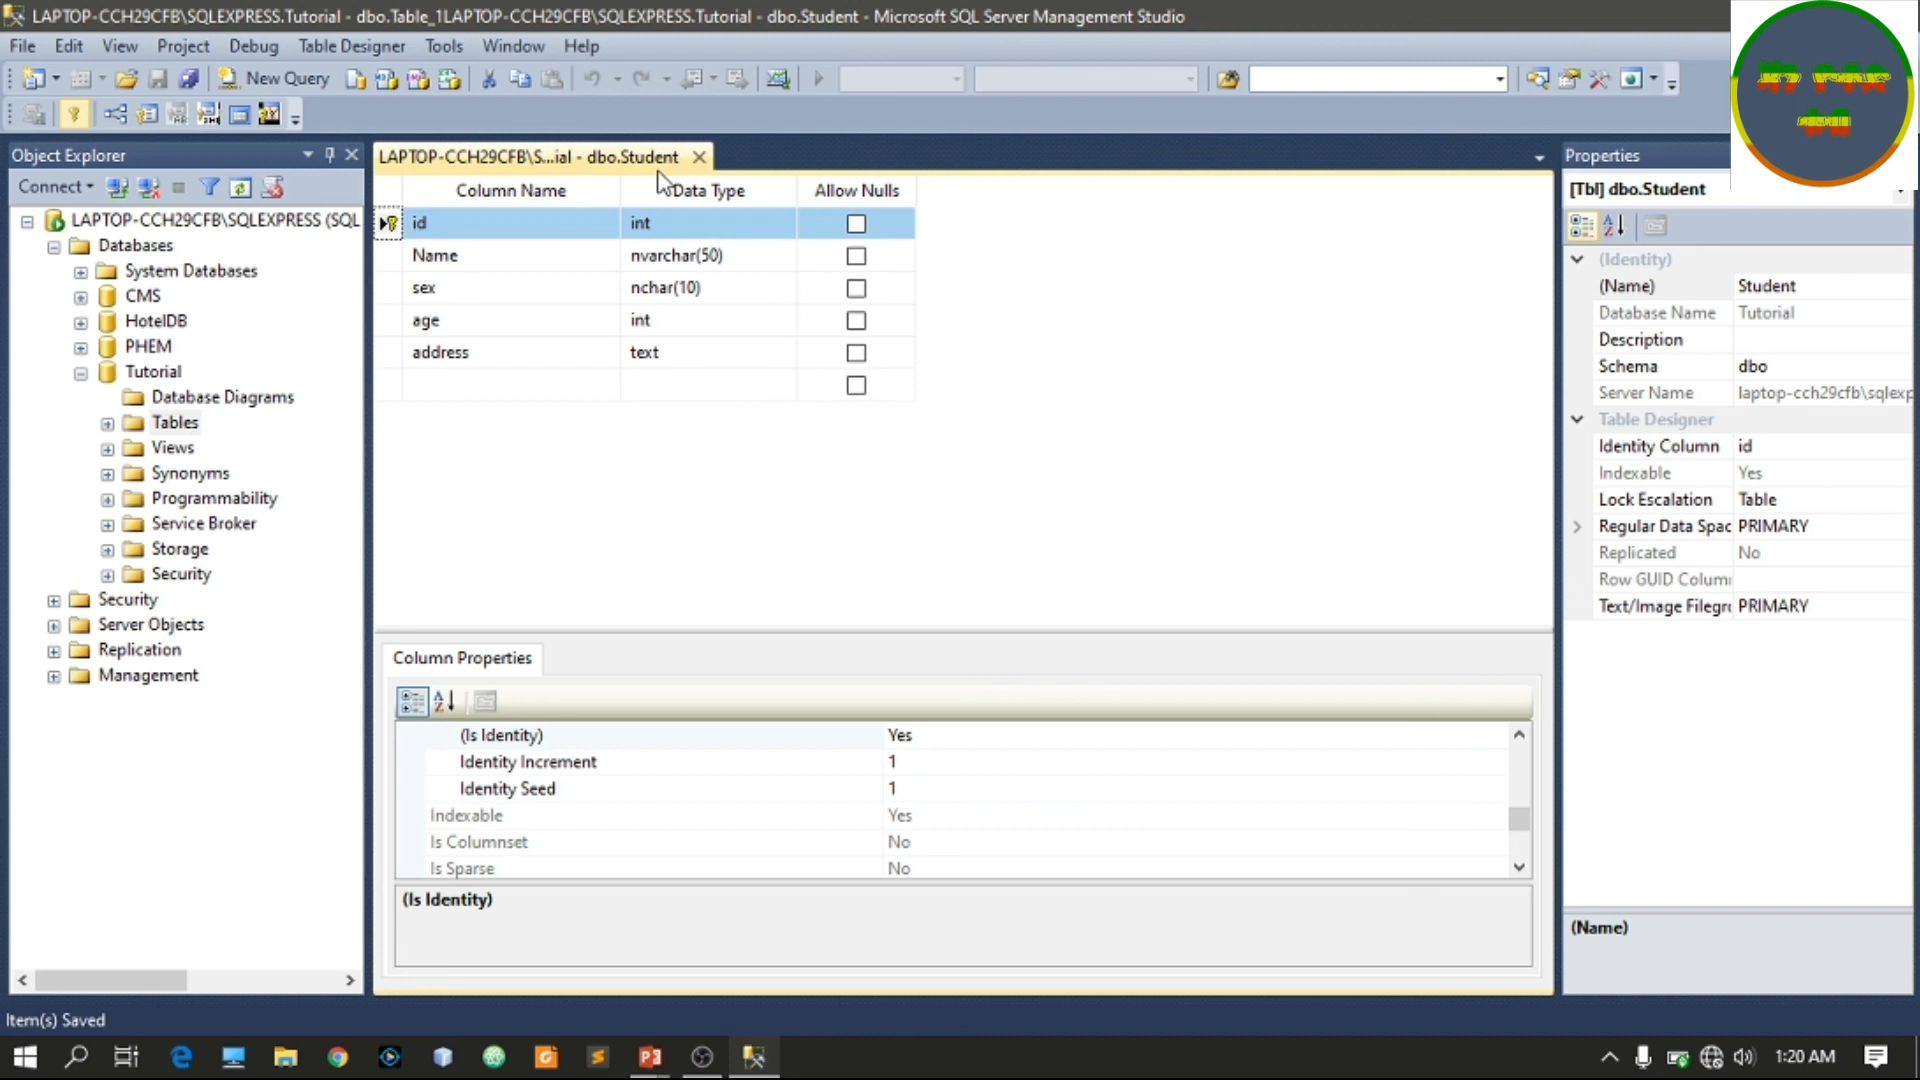 LAPTOP-CCH29CFB\SQLEXPRESS.Tutorial - dbo.Table_1LAPTOP-CCH29CFB\SQLEXPRESS.Tutorial - dbo.Student - Microsoft SQL Server Management Studio
File Edit View Project Debug Table Designer Tools Window Help
New Query
Object Explorer
Connect
LAPTOP-CCH29CFB\SQLEXPRESS (SQL
Databases
System Databases
CMS
HotelDB
PHEM
Tutorial
Database Diagrams
Tables
Views
Synonyms
Programmability
Service Broker
Storage
Security
Security
Server Objects
Replication
Management
LAPTOP-CCH29CFB\S...ial - dbo.Student
Column Name Data Type Allow Nulls
id int
Name nvarchar(50)
sex nchar(10)
age int
address text
Column Properties
(Is Identity) Yes
Identity Increment 1
Identity Seed 1
Indexable Yes
Is Columnset No
Is Sparse No
(Is Identity)
Properties
[Tbl] dbo.Student
(Identity)
(Name) Student
Database Name Tutorial
Description
Schema dbo
Server Name laptop-cch29cfb\sqlexp
Table Designer
Identity Column id
Indexable Yes
Lock Escalation Table
Regular Data Spac PRIMARY
Replicated No
Row GUID Colum
Text/Image Filegr PRIMARY
(Name)
Item(s) Saved
1:20 AM